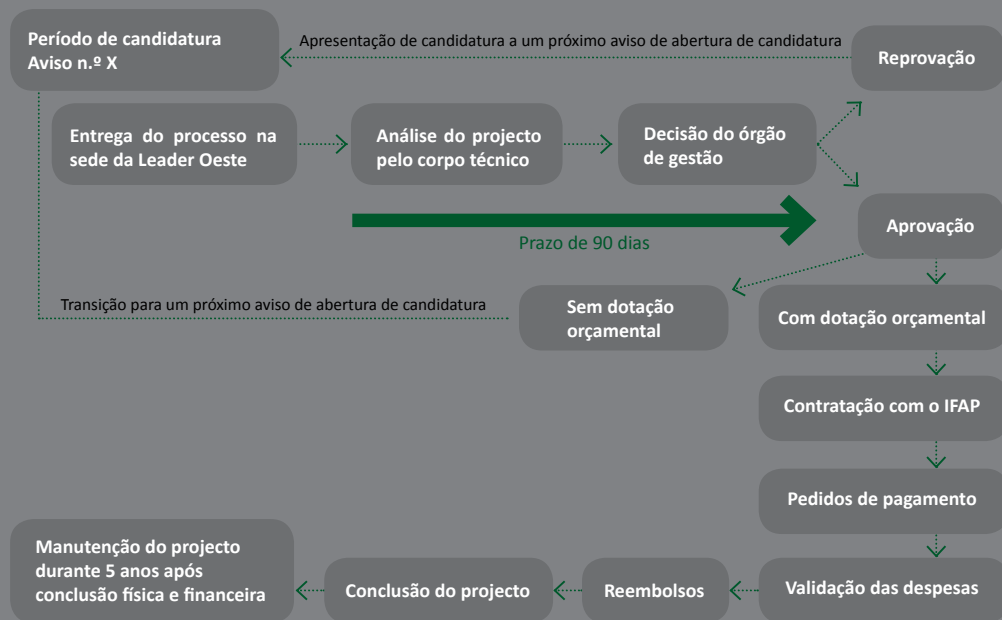 Período de candidatura
Aviso n.º X
Apresentação de candidatura a um próximo aviso de abertura de candidatura
Reprovação
Entrega do processo na
sede da Leader Oeste
Análise do projecto
pelo corpo técnico
Decisão do órgão
de gestão
Prazo de 90 dias
Aprovação
Transição para um próximo aviso de abertura de candidatura
Sem dotação
orçamental
Com dotação orçamental
Contratação com o IFAP
Pedidos de pagamento
Validação das despesas
Reembolsos
Conclusão do projecto
Manutenção do projecto
durante 5 anos após
conclusão física e financeira